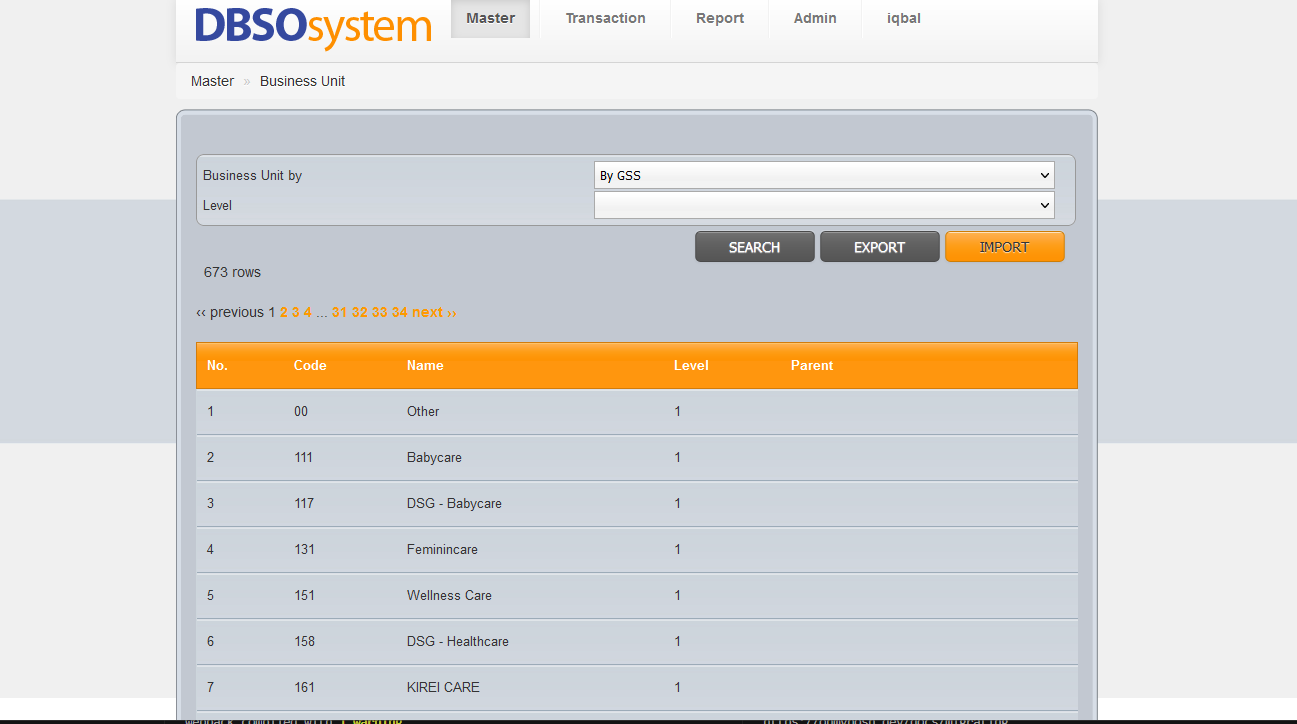 DBSOsystem Master Transaction Report Admin iqbal
Master » Business Unit
Business Unit by By GSS
Level
SEARCH EXPORT IMPORT
673 rows
‹‹ previous 1 2 3 4 ... 31 32 33 34 next ››
No. Code Name Level Parent
1 00 Other 1
2 111 Babycare 1
3 117 DSG - Babycare 1
4 131 Feminincare 1
5 151 Wellness Care 1
6 158 DSG - Healthcare 1
7 161 KIREI CARE 1